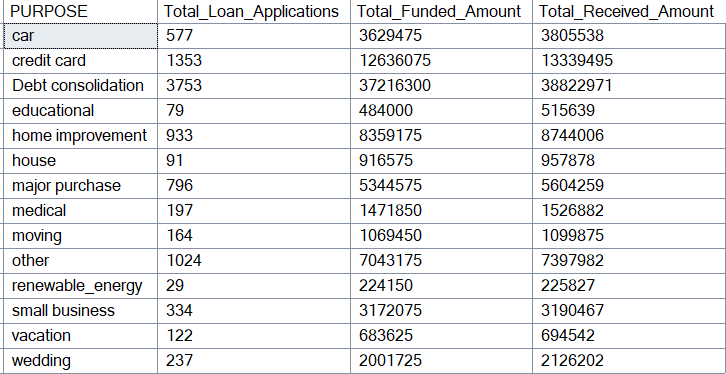 PURPOSE Total_Loan_Applications Total_Funded_Amount Total_Received_Amount
car 577 3629475 3805538
credit card 1353 12636075 13339495
Debt consolidation 3753 37216300 38822971
educational 79 484000 515639
home improvement 933 8359175 8744006
house 91 916575 957878
major purchase 796 5344575 5604259
medical 197 1471850 1526882
moving 164 1069450 1099875
other 1024 7043175 7397982
renewable_energy 29 224150 225827
small business 334 3172075 3190467
vacation 122 683625 694542
wedding 237 2001725 2126202